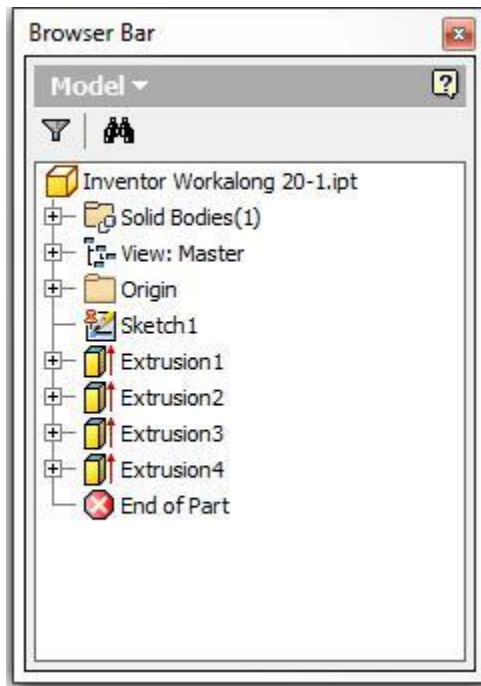 Browser Bar
Model
Inventor Workalong 20-1.ipt
Solid Bodies(1)
View: Master
Origin
Sketch1
Extrusion1
Extrusion2
Extrusion3
Extrusion4
End of Part